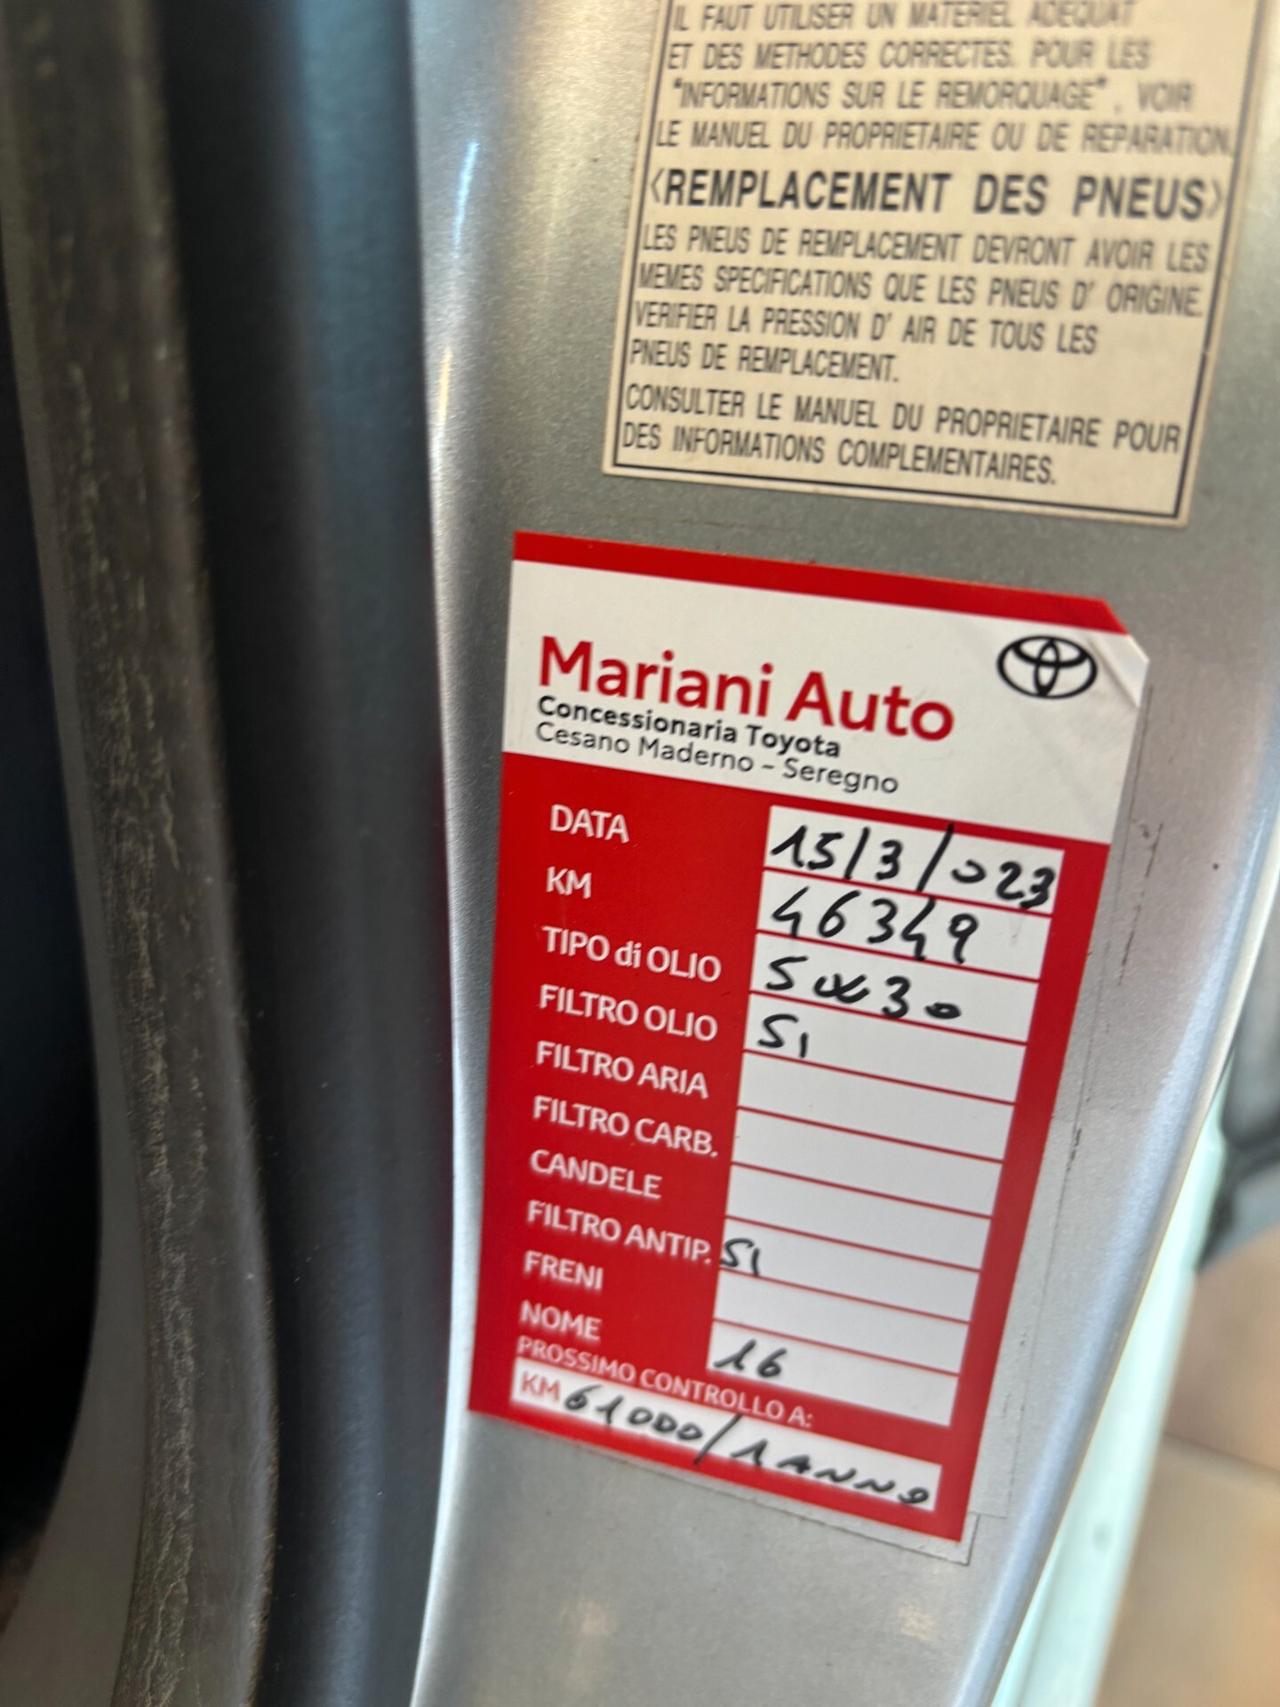 IL FAUT UTILISER UN MATERIEL ADEQUAT
ET DES METHODES CORRECTES. POUR LES
"INFORMATIONS SUR LE REMORQUAGE", VOIR
LE MANUEL DU PROPRIETAIRE OU DE REPARATION.
<REMPLACEMENT DES PNEUS>
LES PNEUS DE REMPLACEMENT DEVRONT AVOIR LES
MEMES SPECIFICATIONS QUE LES PNEUS D' ORIGINE.
VERIFIER LA PRESSION D' AIR DE TOUS LES
PNEUS DE REMPLACEMENT.
CONSULTER LE MANUEL DU PROPRIETAIRE POUR
DES INFORMATIONS COMPLEMENTAIRES.
Mariani Auto
Concessionaria Toyota
Cesano Maderno - Seregno
DATA 15/3/023
KM 46349
TIPO di OLIO 5W30
FILTRO OLIO SI
FILTRO ARIA
FILTRO CARB.
CANDELE
FILTRO ANTIP. SI
FRENI
NOME 16
PROSSIMO CONTROLLO A:
KM 61000/1 ANNO